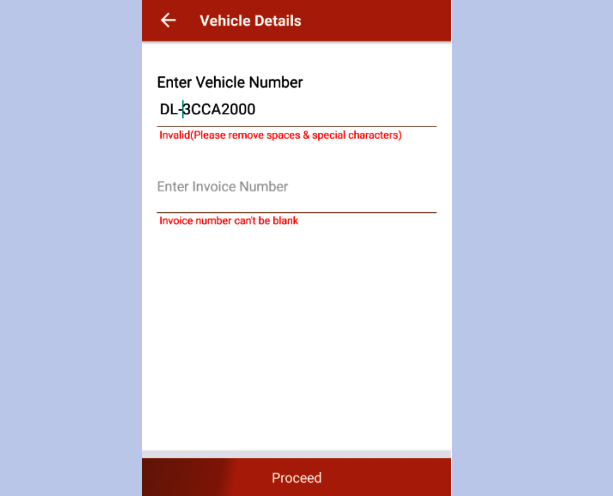 Vehicle Details
Enter Vehicle Number
DL-3CCA2000
Invalid(Please remove spaces & special characters)
Enter Invoice Number
Invoice number can't be blank
Proceed